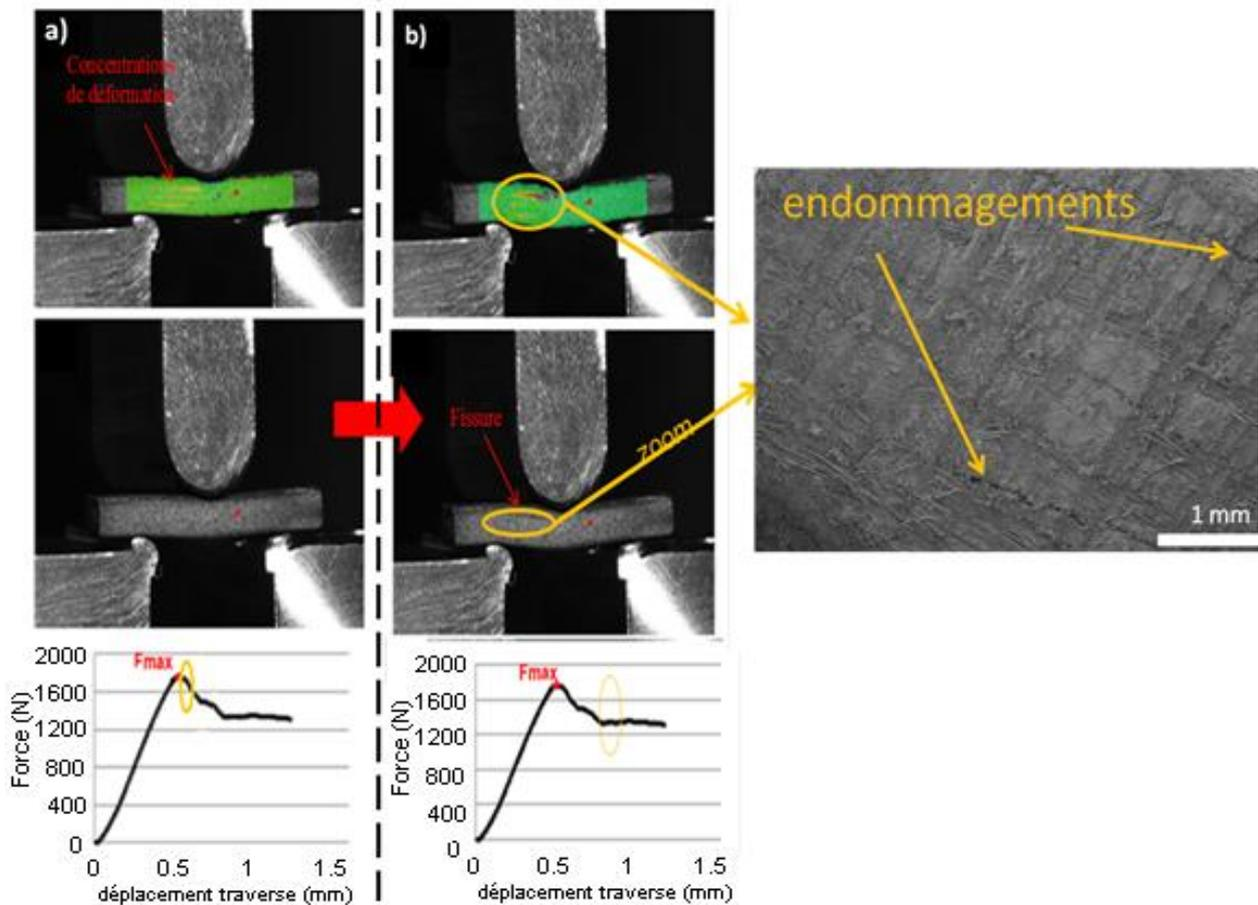 a)
Concentrations
de déformation
b)
endommagements
1 mm
Fissure
zoom
2000
1600
1200
800
400
0
Force (N)
Fmax
0 0.5 1 1.5
déplacement traverse (mm)
2000
1600
1200
800
400
0
Force (N)
Fmax
0 0.5 1 1.5
déplacement traverse (mm)